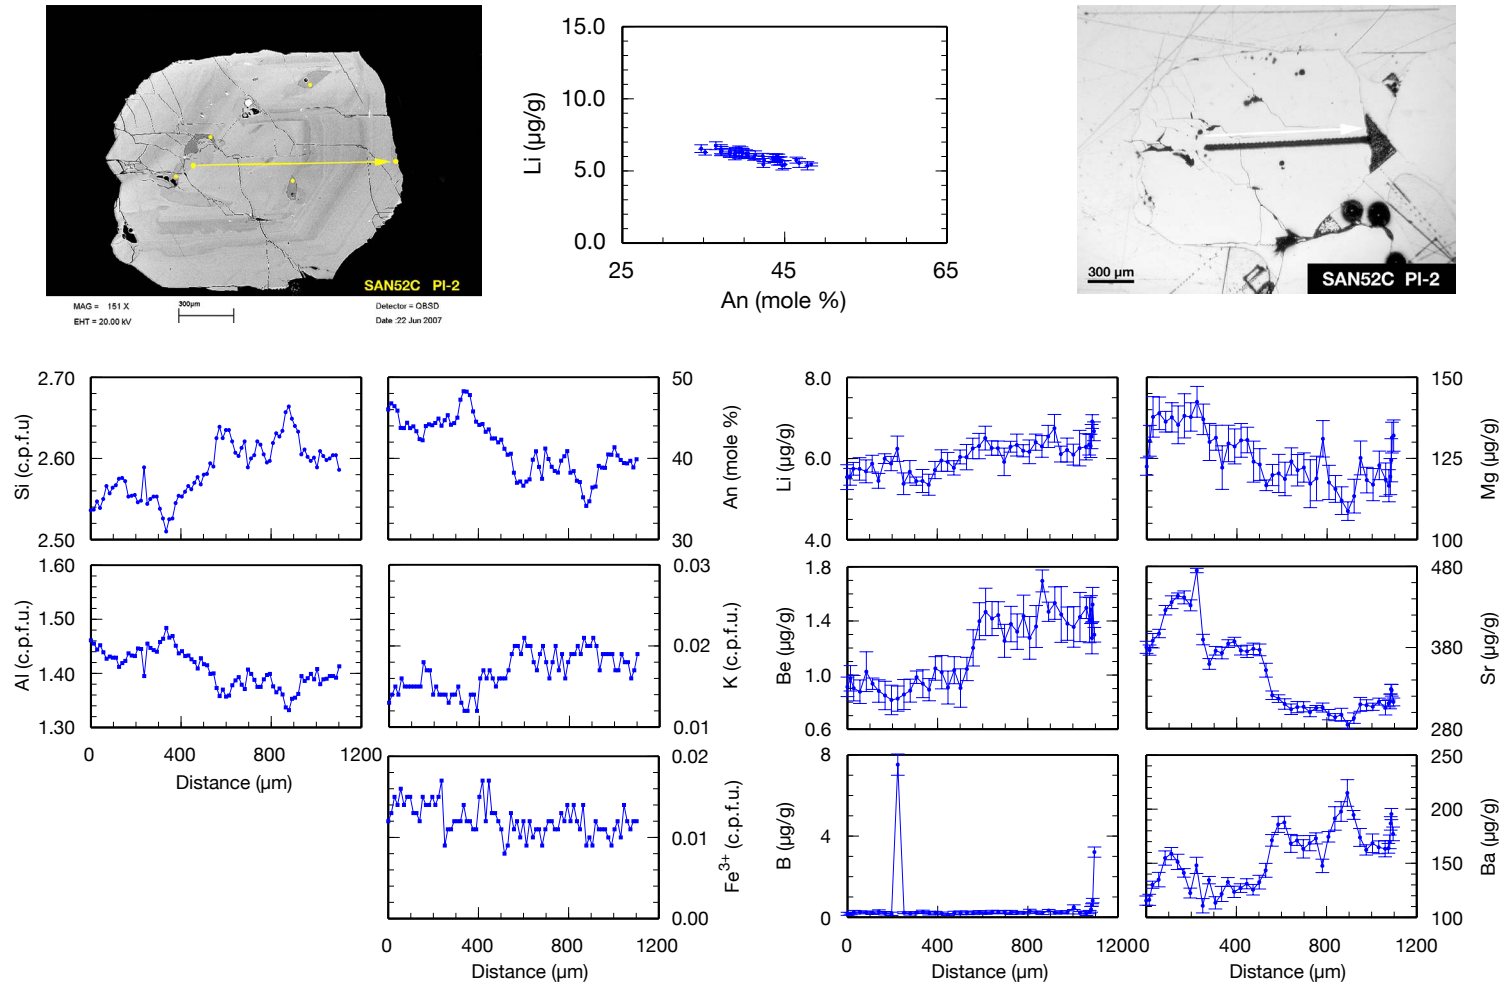 SAN52C PI-2
MAG = 151 X
EHT = 20.00 kV
300µm
Detector = QBSD
Date :22 Jun 2007
15.0
10.0
5.0
0.0
Li (µg/g)
25
45
65
An (mole %)
300 µm
SAN52C PI-2
2.70
2.60
2.50
Si (c.p.f.u)
50
40
30
An (mole %)
8.0
6.0
4.0
Li (µg/g)
150
125
100
Mg (µg/g)
1.60
1.50
1.40
1.30
Al (c.p.f.u.)
0
400
800
1200
Distance (µm)
0.03
0.02
0.01
K (c.p.f.u.)
1.8
1.4
1.0
0.6
Be (µg/g)
480
380
280
Sr (µg/g)
0.02
0.01
0.00
Fe3+ (c.p.f.u.)
0
400
800
1200
Distance (µm)
8
4
0
B (µg/g)
0
400
800
1200
Distance (µm)
250
200
150
100
Ba (µg/g)
0
400
800
1200
Distance (µm)